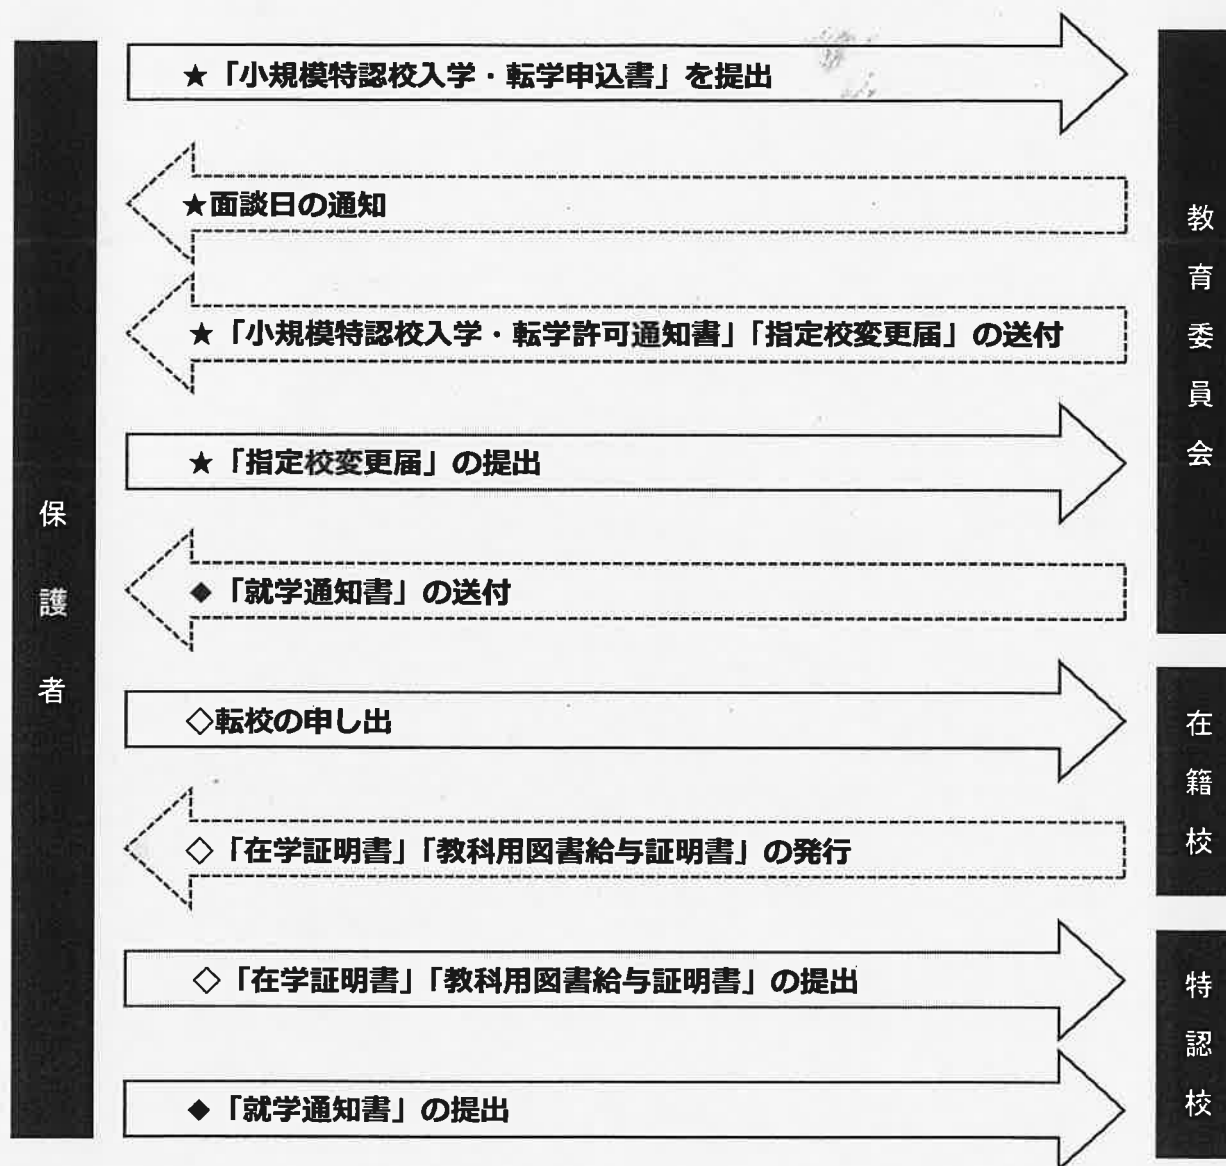 保護者
★「小規模特認校入学・転学申込書」を提出
★面談日の通知
★「小規模特認校入学・転学許可通知書」「指定校変更届」の送付
★「指定校変更届」の提出
◆「就学通知書」の送付
◇転校の申し出
◇「在学証明書」「教科用図書給与証明書」の発行
◇「在学証明書」「教科用図書給与証明書」の提出
◆「就学通知書」の提出
教育委員会
在籍校
特認校